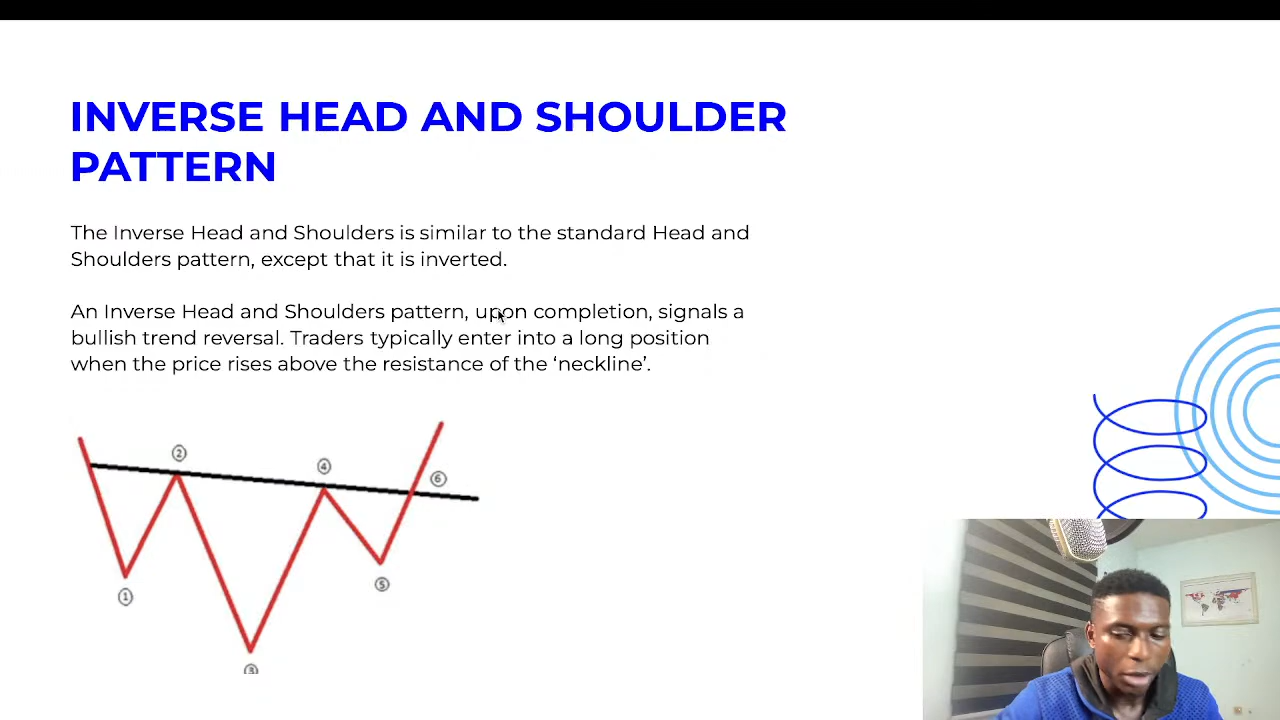 INVERSE HEAD AND SHOULDER
PATTERN
The Inverse Head and Shoulders is similar to the standard Head and
Shoulders pattern, except that it is inverted.
An Inverse Head and Shoulders pattern, upon completion, signals a
bullish trend reversal. Traders typically enter into a long position
when the price rises above the resistance of the ‘neckline’.
②
④
⑥
①
⑤
③